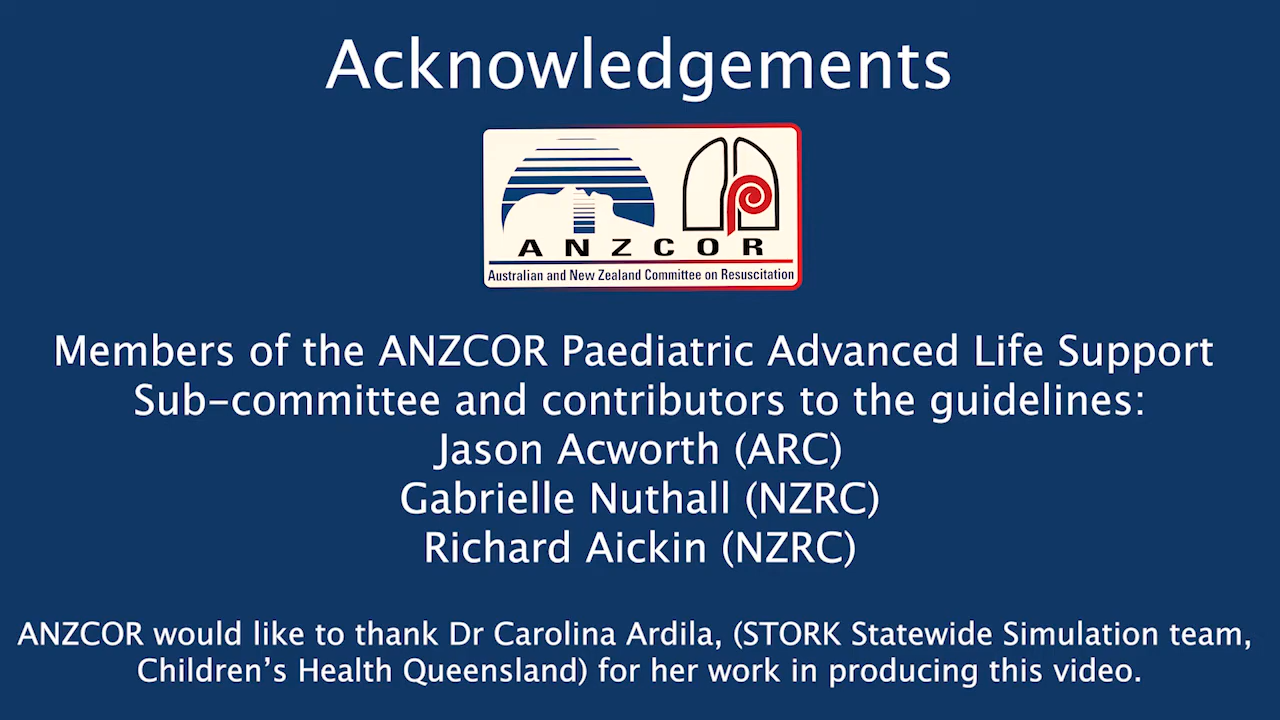 Acknowledgements
ANZCOR
Australian and New Zealand Committee on Resuscitation
Members of the ANZCOR Paediatric Advanced Life Support
Sub-committee and contributors to the guidelines:
Jason Acworth (ARC)
Gabrielle Nuthall (NZRC)
Richard Aickin (NZRC)
ANZCOR would like to thank Dr Carolina Ardila, (STORK Statewide Simulation team,
Children’s Health Queensland) for her work in producing this video.